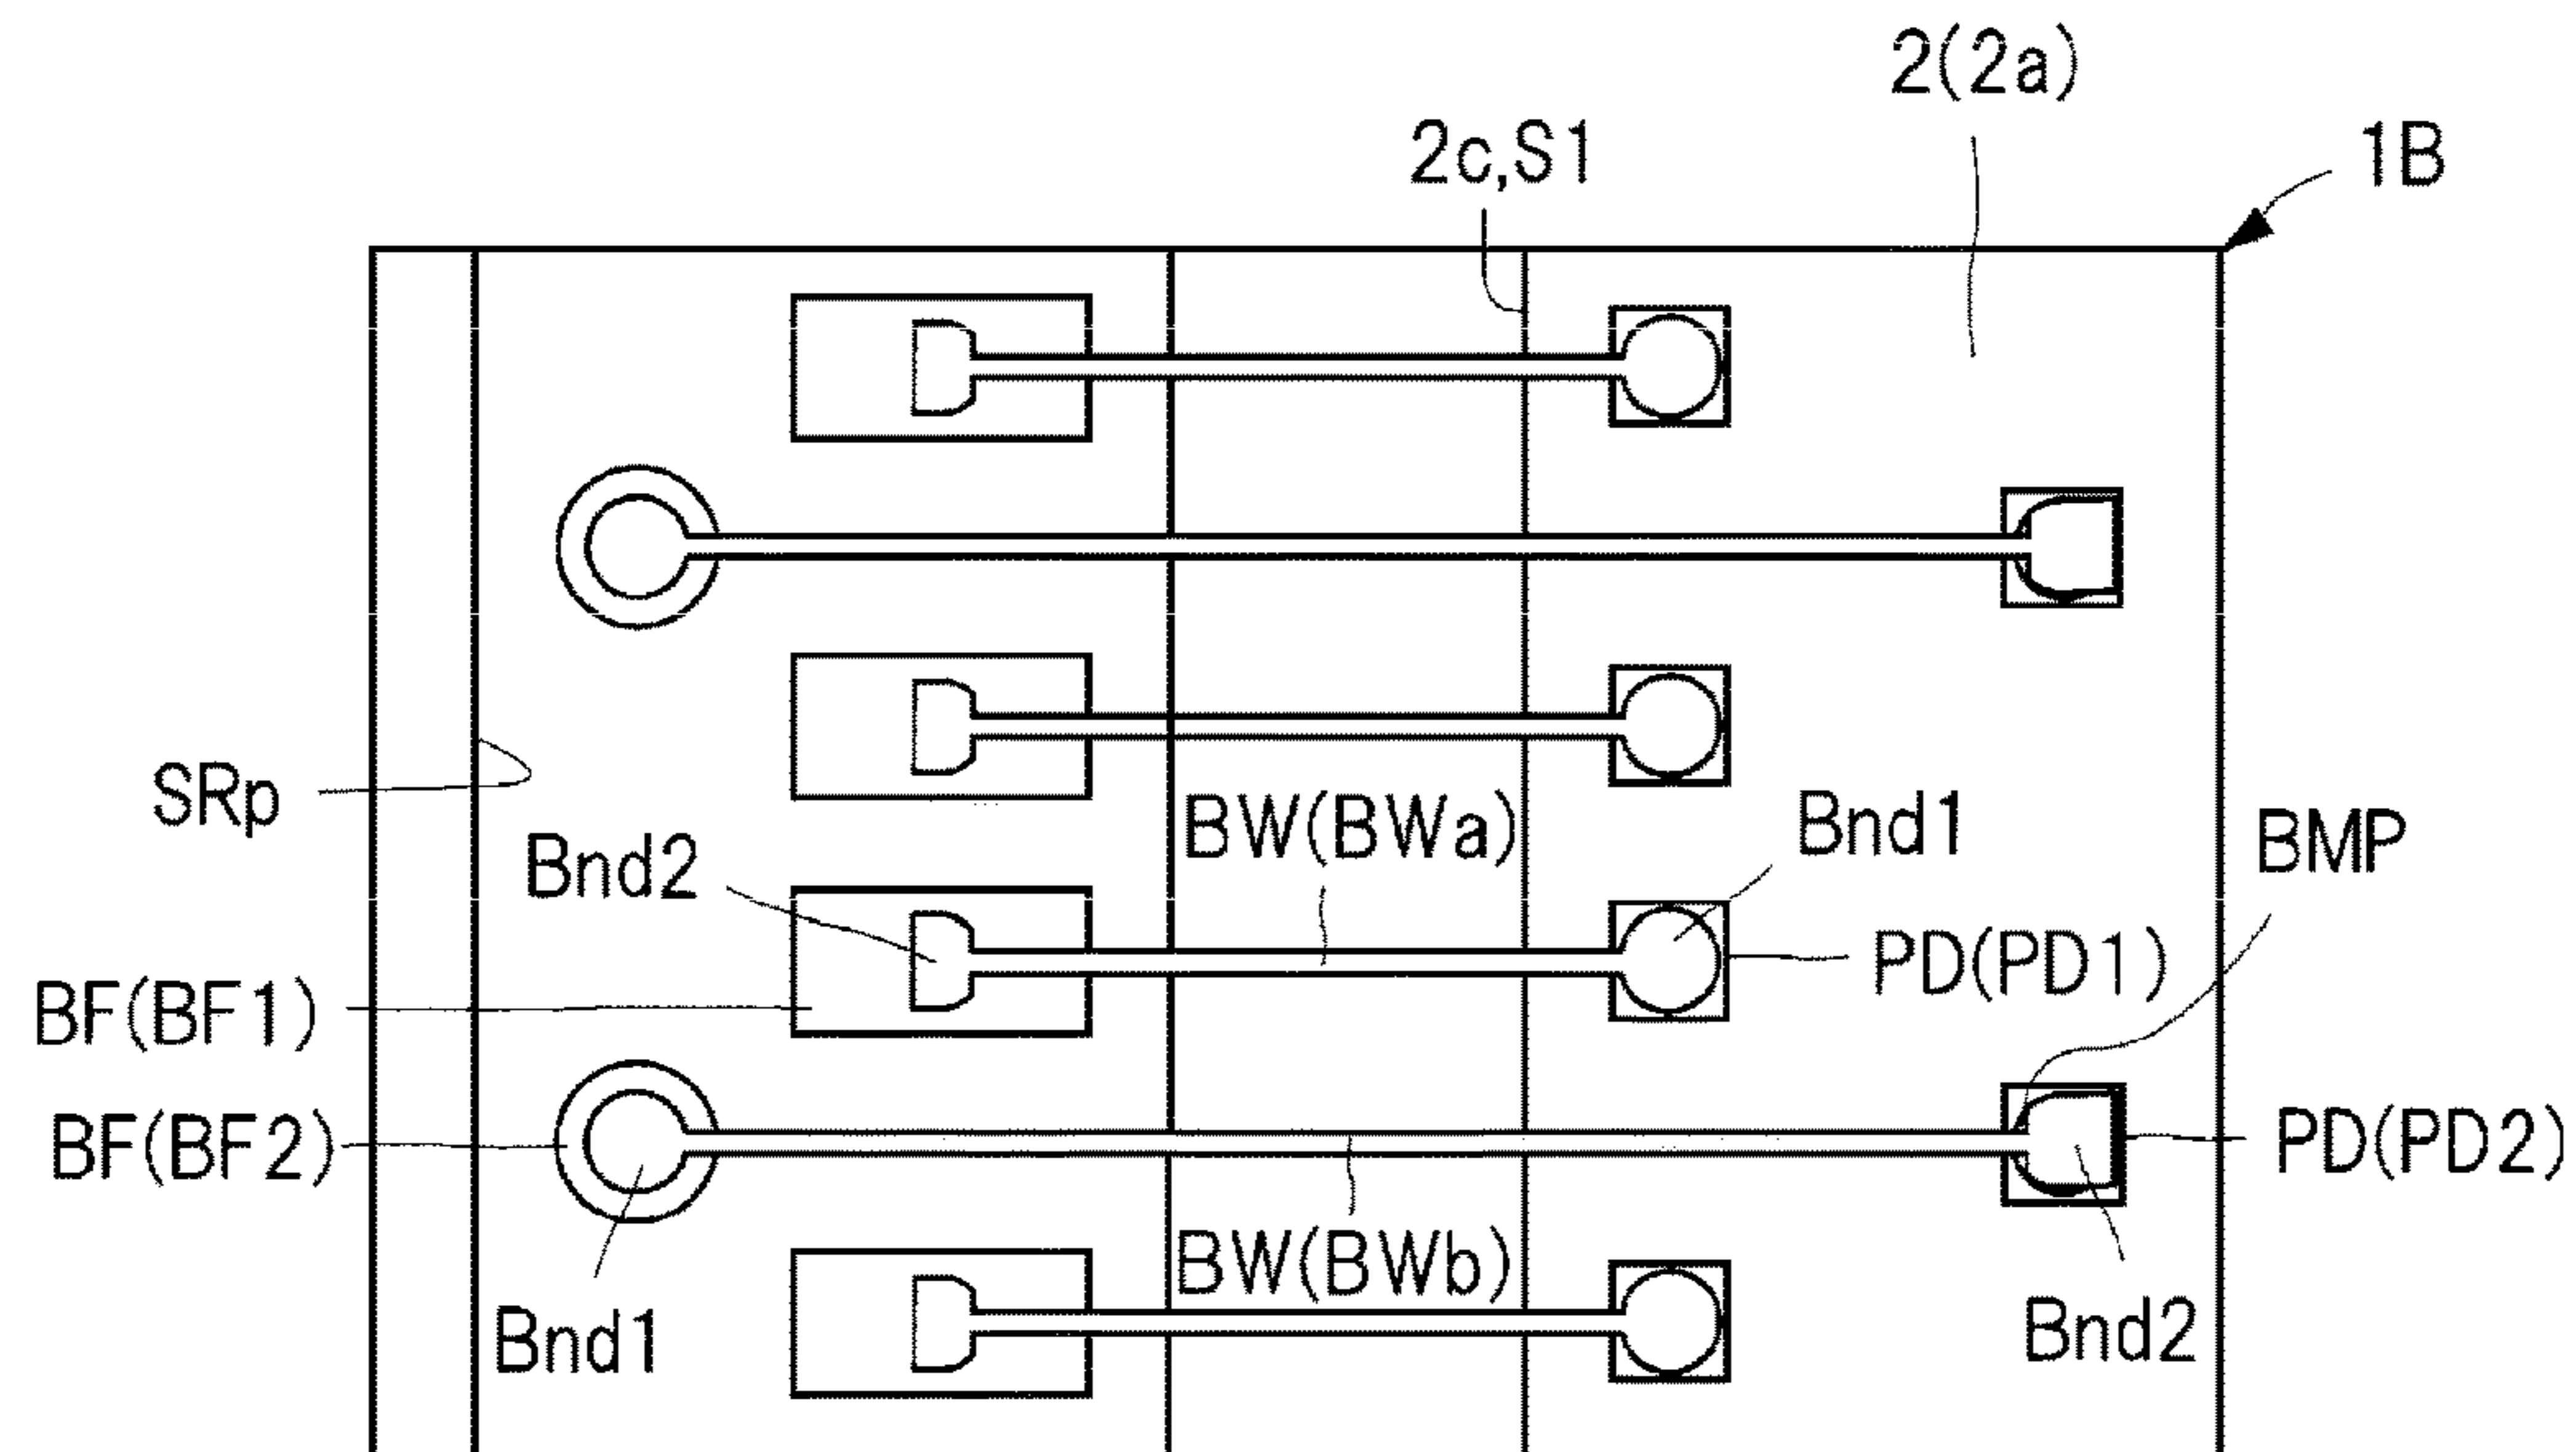 2(2a)
2c,S1
1B
SRp
BW(BWa)
Bnd1
BMP
Bnd2
PD(PD1)
BF(BF1)
BF(BF2)
PD(PD2)
BW(BWb)
Bnd1
Bnd2